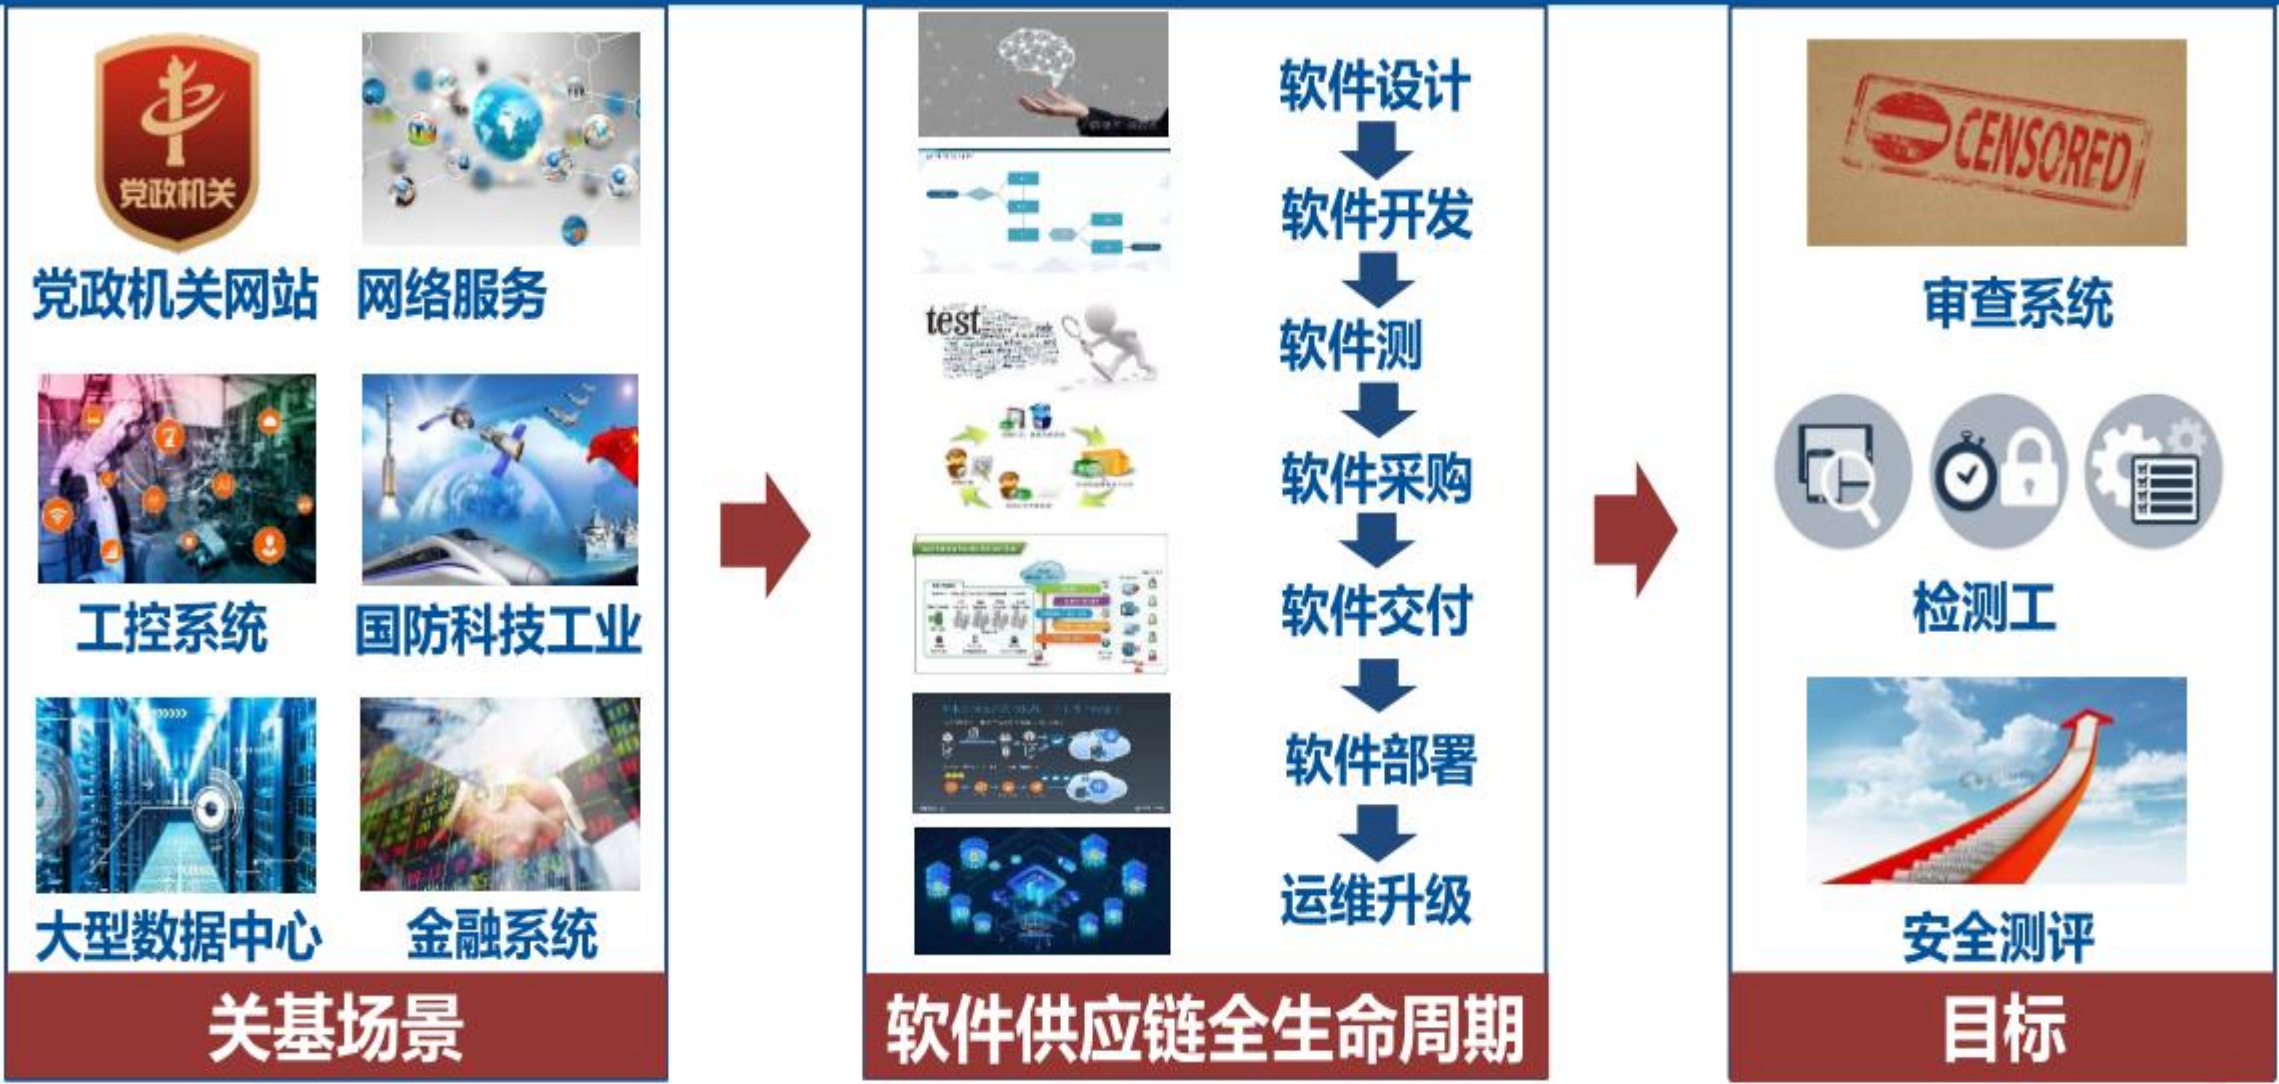 党政机关
党政机关网站
网络服务
工控系统
国防科技工业
大型数据中心
金融系统
关基场景
test
软件设计
软件开发
软件测
软件采购
软件交付
软件部署
运维升级
软件供应链全生命周期
CENSORED
审查系统
检测工
安全测评
目标